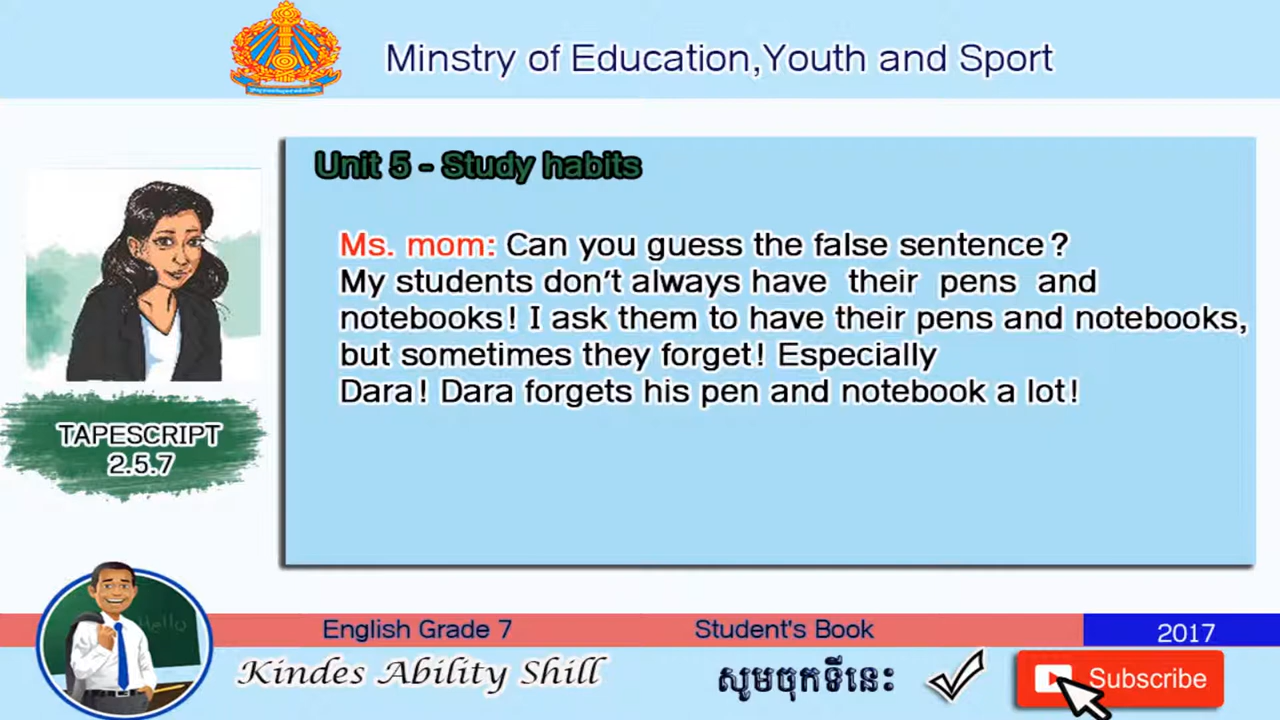 Minstry of Education,Youth and Sport
Unit 5 - Study habits
Ms. mom: Can you guess the false sentence?
My students don't always have their pens and
notebooks! I ask them to have their pens and notebooks,
but sometimes they forget! Especially
Dara! Dara forgets his pen and notebook a lot!
TAPESCRIPT
2.5.7
Hello
English Grade 7
Student's Book
2017
Kindes Ability Shill
សូមចុកទីនេះ
Subscribe